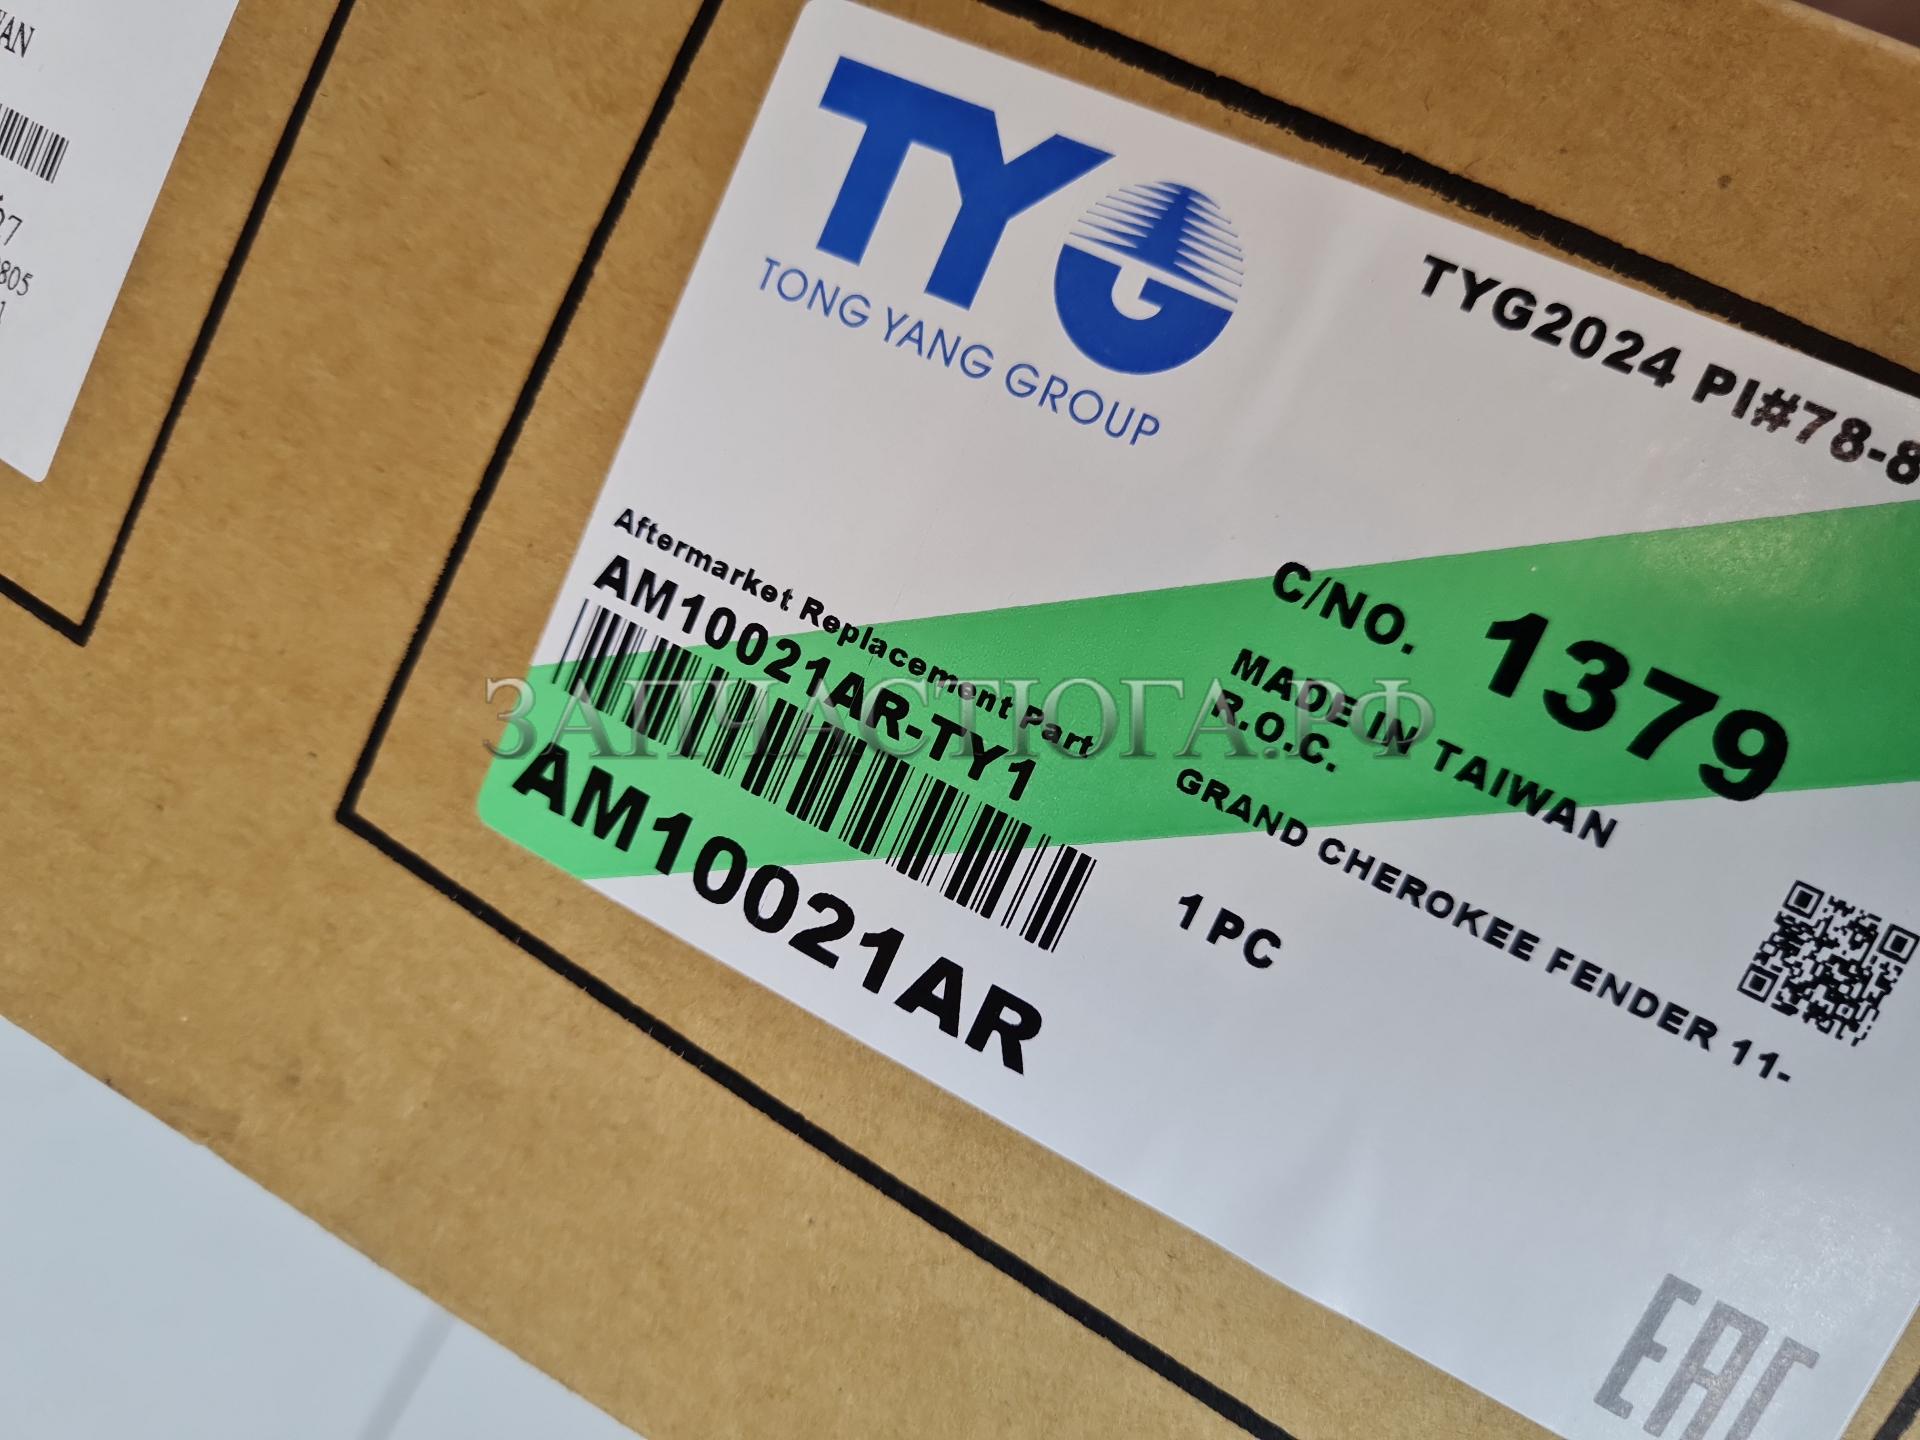 TYG
TONG YANG GROUP
TYG2024 PI#78-8
Aftermarket Replacement Part
AM10021AR-TY1
AM10021AR
C/NO. 1379
MADE IN TAIWAN
R.O.C.
GRAND CHEROKEE FENDER 11-
1 PC
EAC
ЗАПЧАСТЮГА.РФ
805